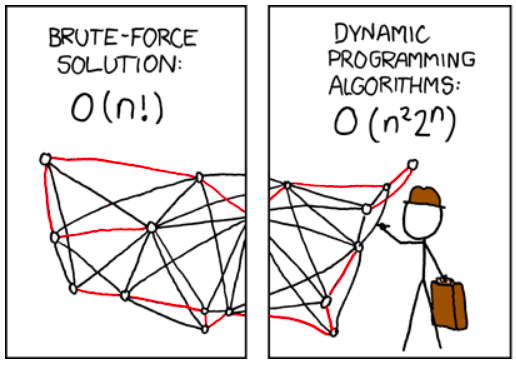 BRUTE-FORCE
SOLUTION:
O(n!)
DYNAMIC
PROGRAMMING
ALGORITHMS:
O(n²2ⁿ)